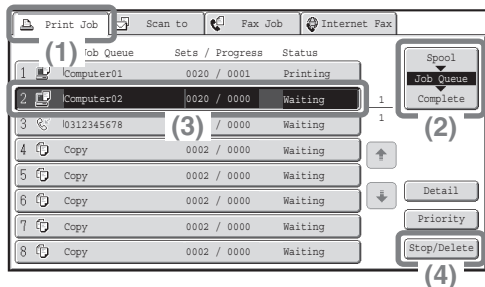 Print Job Scan to Fax Job Internet Fax
(1) Job Queue Sets / Progress Status
1 Computer01 0020 / 0001 Printing
2 Computer02 0020 / 0000 Waiting
3 0312345678 (3) / 0000 Waiting
4 Copy 0002 / 0000 Waiting
5 Copy 0002 / 0000 Waiting
6 Copy 0002 / 0000 Waiting
7 Copy 0002 / 0000 Waiting
8 Copy 0002 / 0000 Waiting
1
1
Spool
Job Queue
Complete
(2)
Detail
Priority
Stop/Delete
(4)